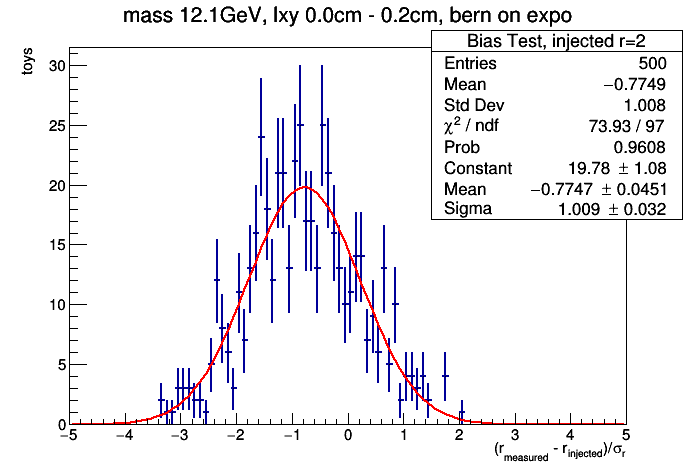 mass 12.1GeV, lxy 0.0cm - 0.2cm, bern on expo
toys
Bias Test, injected r=2
Entries 500
Mean −0.7749
Std Dev 1.008
χ² / ndf 73.93 / 97
Prob 0.9608
Constant 19.78 ± 1.08
Mean −0.7747 ± 0.0451
Sigma 1.009 ± 0.032
30
25
20
15
10
5
0
−5 −4 −3 −2 −1 0 1 2 3 4 5
(r_measured - r_injected)/σ_r